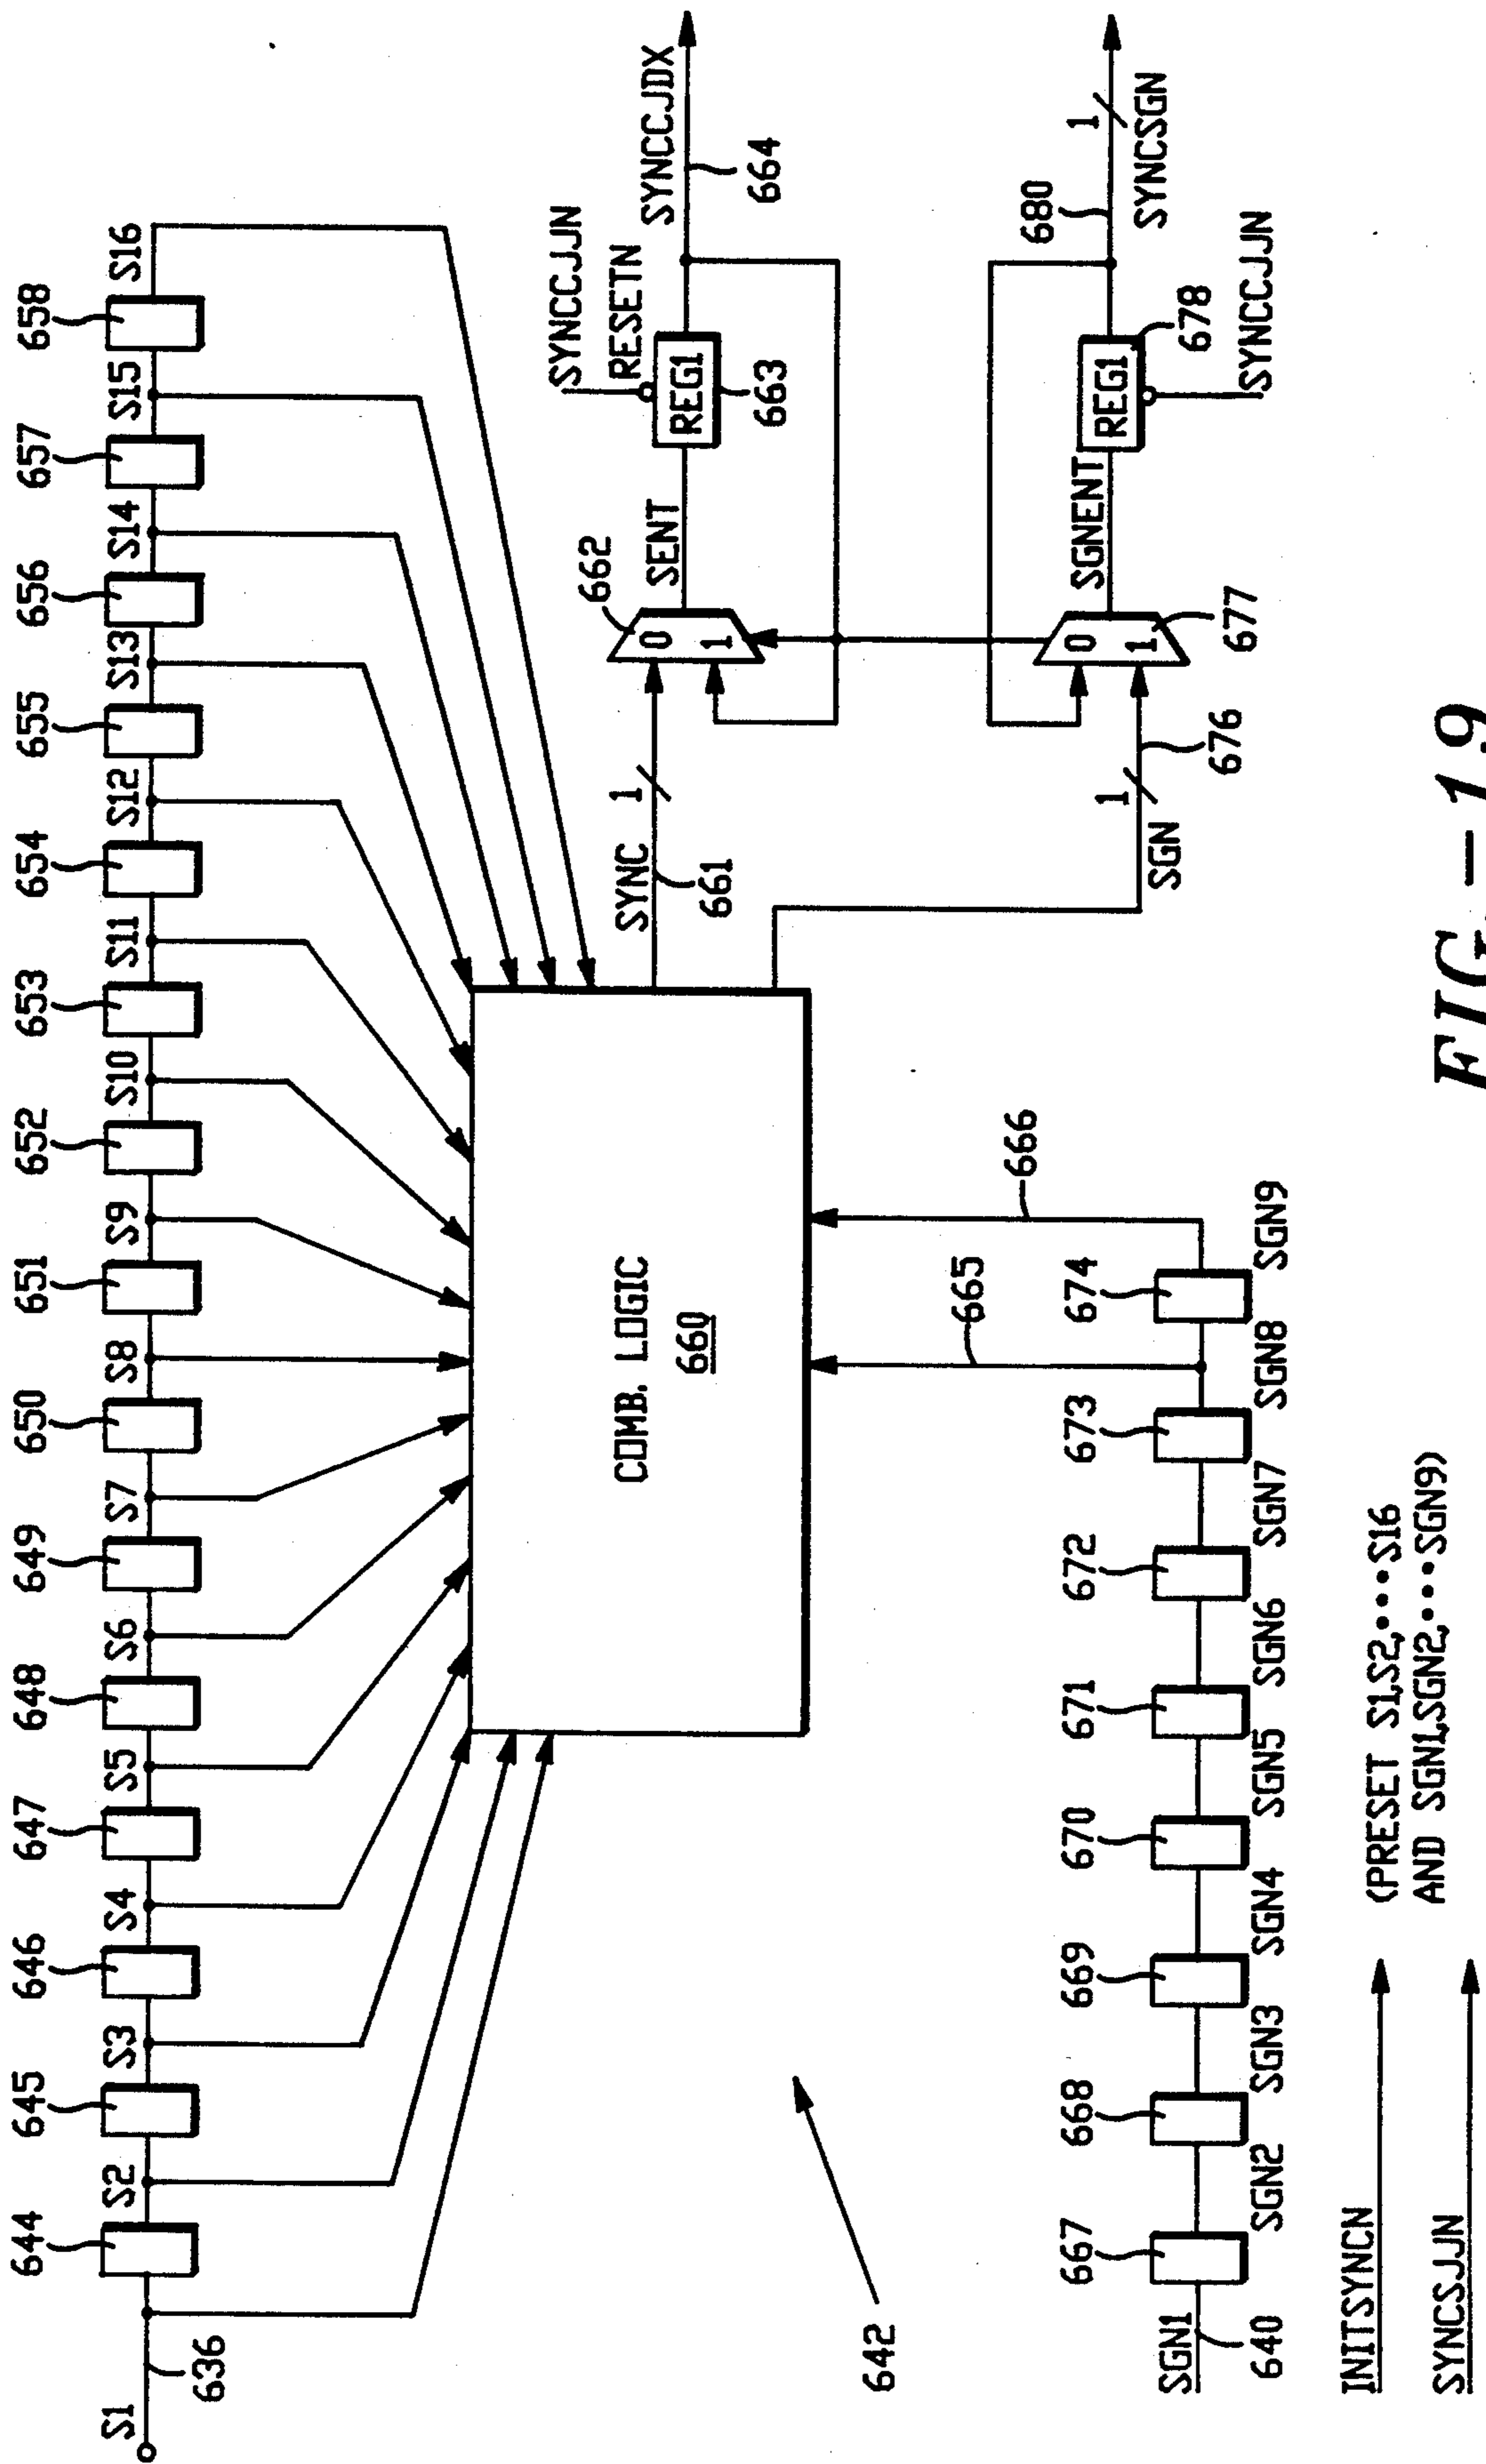 644 645 646 647 648 649 650 651 652 653 654 655 656 657 658
S1 S2 S3 S4 S5 S6 S7 S8 S9 S10 S11 S12 S13 S14 S15 S16
636
SYNCCJJN
RESETN
662
SENT
REG1
663
SYNCCJDX
664
0
1
SYNC
1
661
COMB. LOGIC
660
642
665
666
680
1
SYNCSGN
SGNENT
REG1
678
SYNCCJJN
0
1
677
1
676
SGN
667 668 669 670 671 672 673 674
SGN1
640
SGN2 SGN3 SGN4 SGN5 SGN6 SGN7 SGN8 SGN9
INITSYNCN
(PRESET S1,S2,•••S16
AND SGN1,SGN2,•••SGN9)
SYNCSJJN
FIG.-19